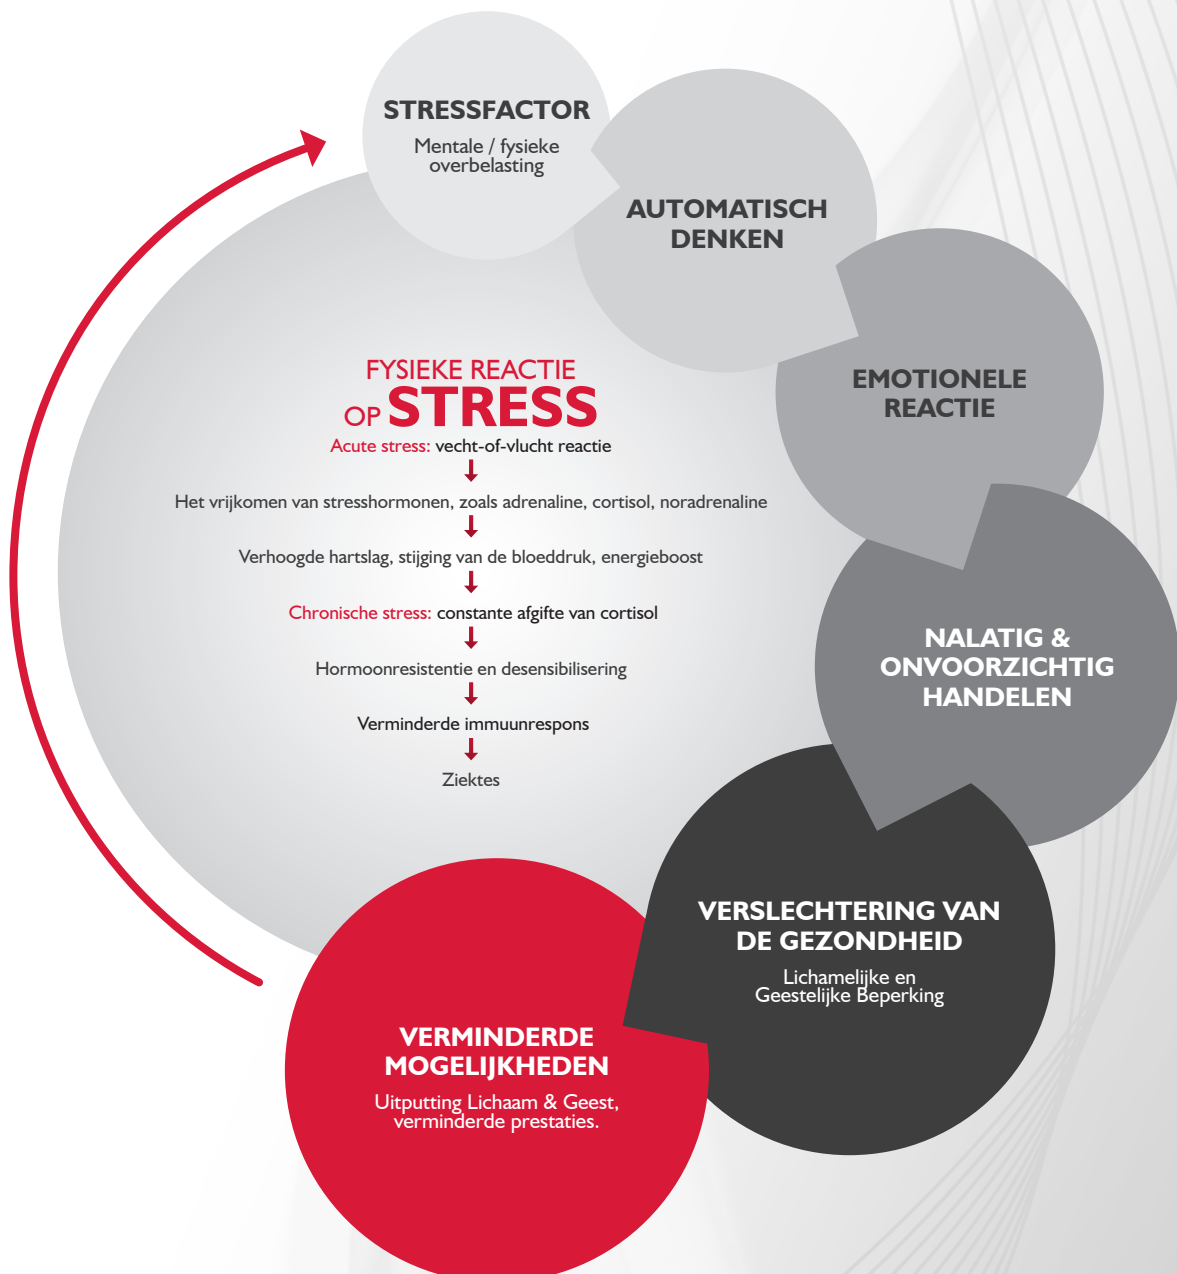 STRESSFACTOR
Mentale / fysieke
overbelasting
AUTOMATISCH
DENKEN
EMOTIONELE
REACTIE
NALATIG &
ONVOORZICHTIG
HANDELEN
VERSLECHTERING VAN
DE GEZONDHEID
Lichamelijke en
Geestelijke Beperking
VERMINDERDE
MOGELIJKHEDEN
Uitputting Lichaam & Geest,
verminderde prestaties.
FYSIEKE REACTIE
OP STRESS
Acute stress: vecht-of-vlucht reactie
Het vrijkomen van stresshormonen, zoals adrenaline, cortisol, noradrenaline
Verhoogde hartslag, stijging van de bloeddruk, energieboost
Chronische stress: constante afgifte van cortisol
Hormoonresistentie en desensibilisering
Verminderde immuunrespons
Ziektes